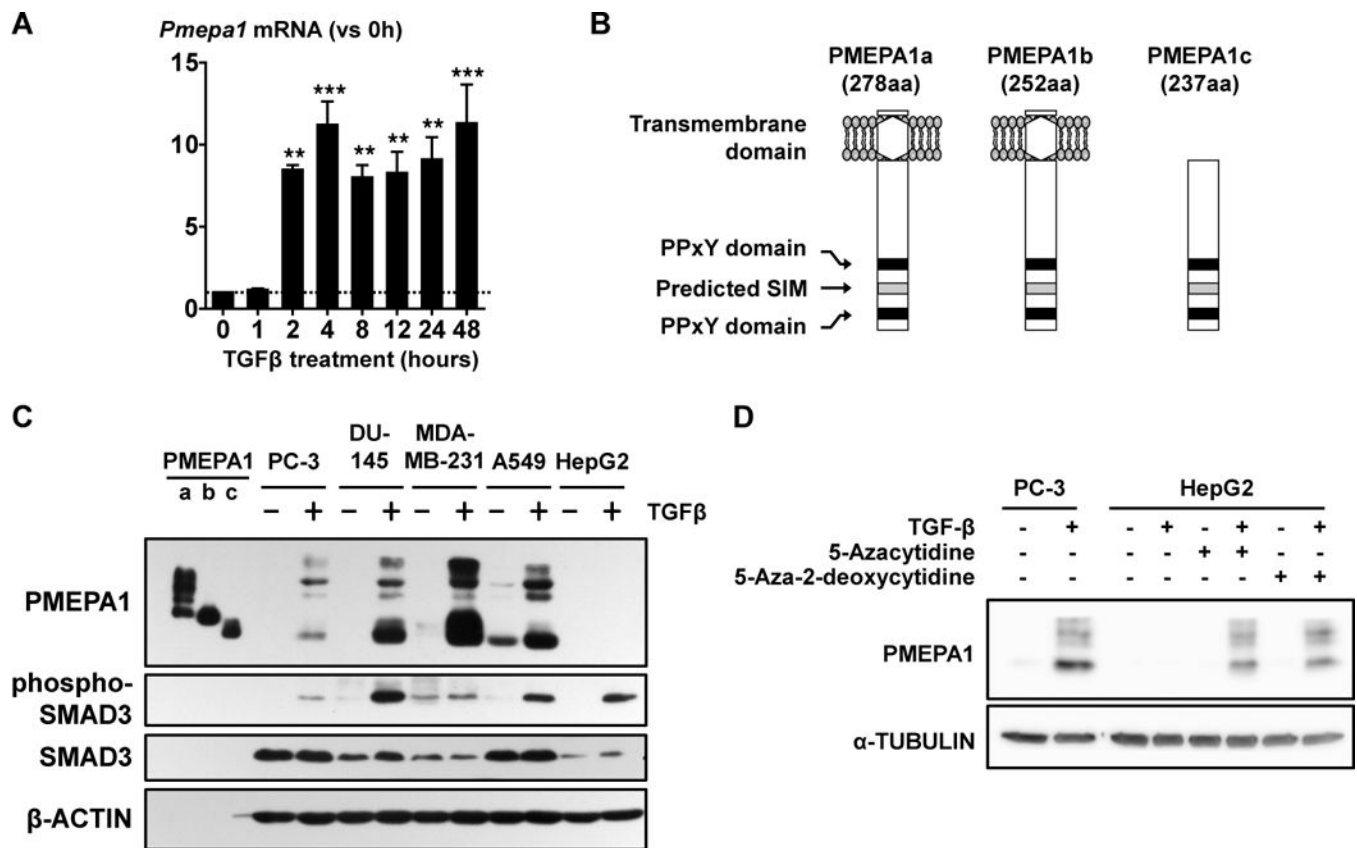 A
Pmepa1 mRNA (vs 0h)
15
10
5
0
** *** ** ** ** ***
0 1 2 4 8 12 24 48
TGFβ treatment (hours)
B
PMEPA1a PMEPA1b PMEPA1c
(278aa) (252aa) (237aa)
Transmembrane
domain
PPxY domain
Predicted SIM
PPxY domain
C
DU- MDA-
PMEPA1 PC-3 145 MB-231 A549 HepG2
a b c
– + – + – + – + – + TGFβ
PMEPA1
phospho-
SMAD3
SMAD3
β-ACTIN
D
PC-3 HepG2
TGF-β - + - + - + - +
5-Azacytidine - - - - + + - -
5-Aza-2-deoxycytidine - - - - - - + +
PMEPA1
α-TUBULIN